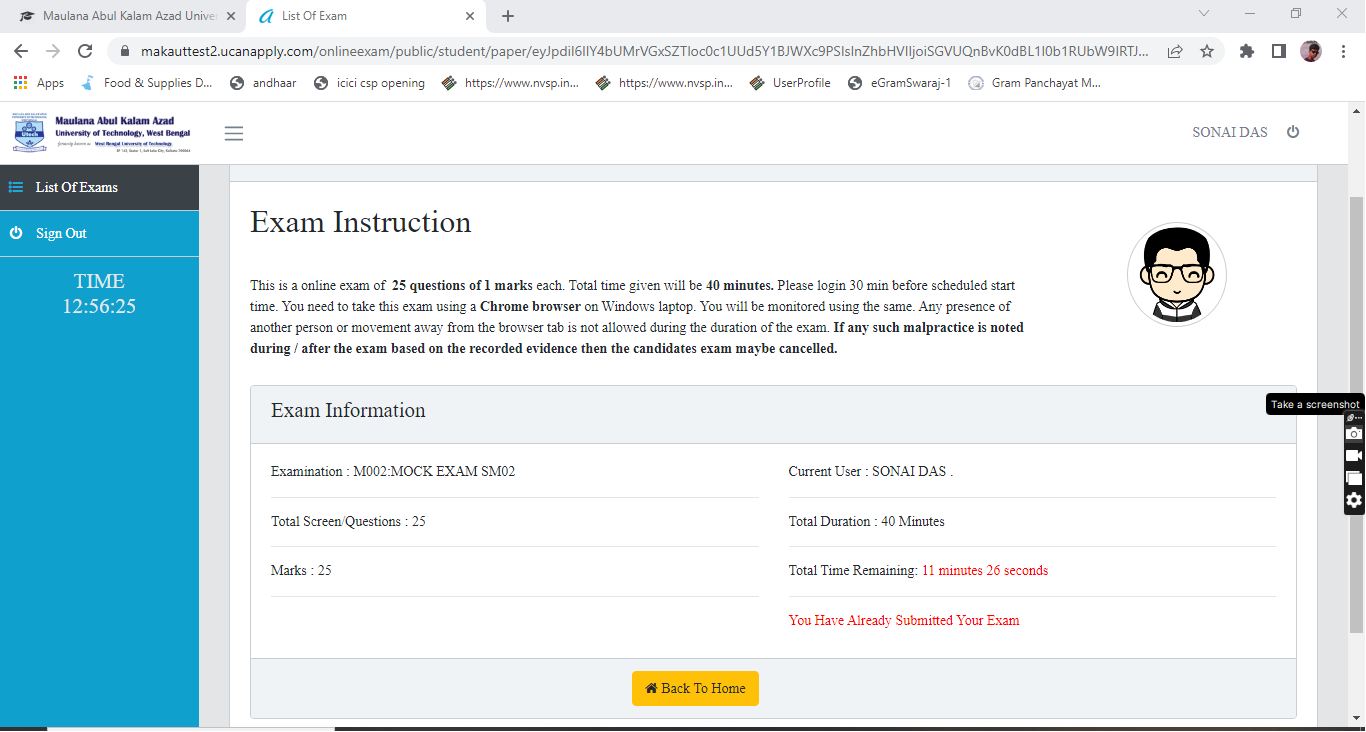 Maulana Abul Kalam Azad Univer
List Of Exam
makauttest2.ucanapply.com/onlineexam/public/student/paper/
Apps
Food & Supplies D...
andhaar
icici csp opening
https://www.nvsp.in...
https://www.nvsp.in...
UserProfile
eGramSwaraj-1
Gram Panchayat M...
Maulana Abul Kalam Azad
University of Technology, West Bengal
formerly known as West Bengal University of Technology
SONAI DAS
List Of Exams
Sign Out
TIME
12:56:25
Exam Instruction
This is a online exam of 25 questions of 1 marks each. Total time given will be 40 minutes. Please login 30 min before scheduled start
time. You need to take this exam using a Chrome browser on Windows laptop. You will be monitored using the same. Any presence of
another person or movement away from the browser tab is not allowed during the duration of the exam. If any such malpractice is noted
during / after the exam based on the recorded evidence then the candidates exam maybe cancelled.
Take a screenshot
Exam Information
Examination : M002:MOCK EXAM SM02
Current User : SONAI DAS .
Total Screen/Questions : 25
Total Duration : 40 Minutes
Marks : 25
Total Time Remaining: 11 minutes 26 seconds
You Have Already Submitted Your Exam
Back To Home